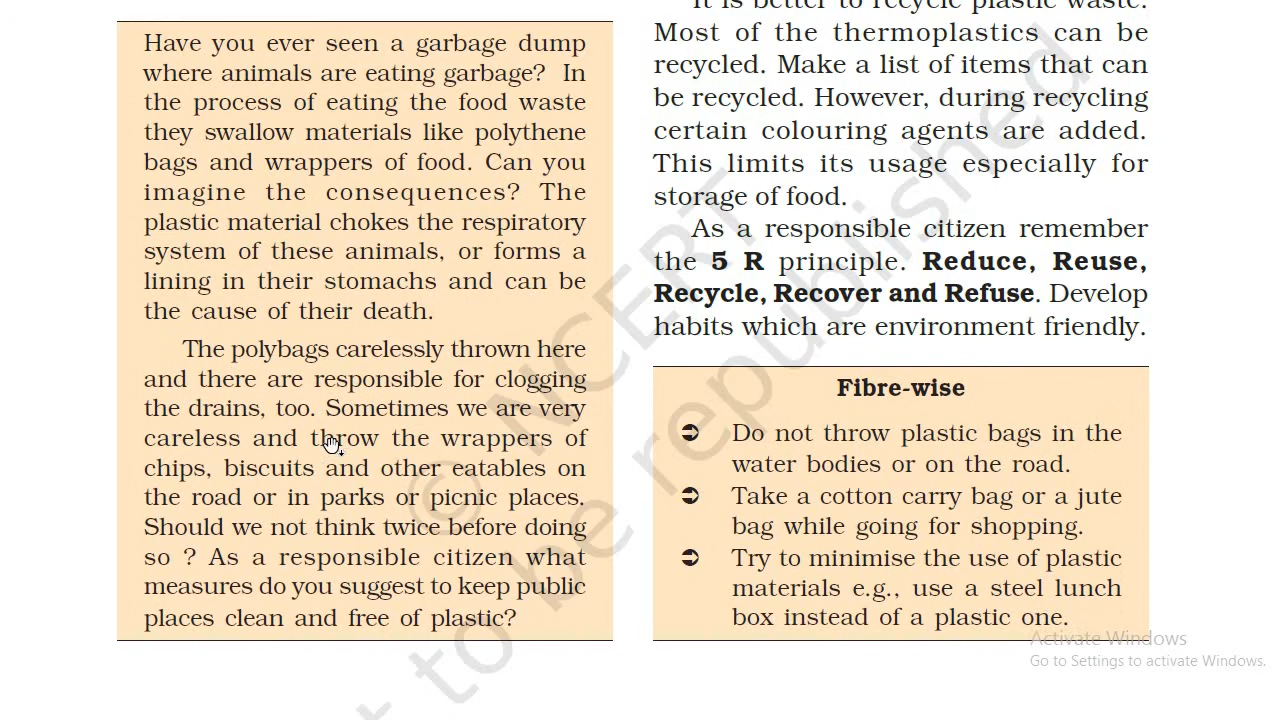 Have you ever seen a garbage dump
where animals are eating garbage? In
the process of eating the food waste
they swallow materials like polythene
bags and wrappers of food. Can you
imagine the consequences? The
plastic material chokes the respiratory
system of these animals, or forms a
lining in their stomachs and can be
the cause of their death.
The polybags carelessly thrown here
and there are responsible for clogging
the drains, too. Sometimes we are very
careless and throw the wrappers of
chips, biscuits and other eatables on
the road or in parks or picnic places.
Should we not think twice before doing
so ? As a responsible citizen what
measures do you suggest to keep public
places clean and free of plastic?
It is better to recycle plastic waste.
Most of the thermoplastics can be
recycled. Make a list of items that can
be recycled. However, during recycling
certain colouring agents are added.
This limits its usage especially for
storage of food.
As a responsible citizen remember
the 5 R principle. Reduce, Reuse,
Recycle, Recover and Refuse. Develop
habits which are environment friendly.
Fibre-wise
Do not throw plastic bags in the
water bodies or on the road.
Take a cotton carry bag or a jute
bag while going for shopping.
Try to minimise the use of plastic
materials e.g., use a steel lunch
box instead of a plastic one.
© NCERT
to be republished
Activate Windows
Go to Settings to activate Windows.